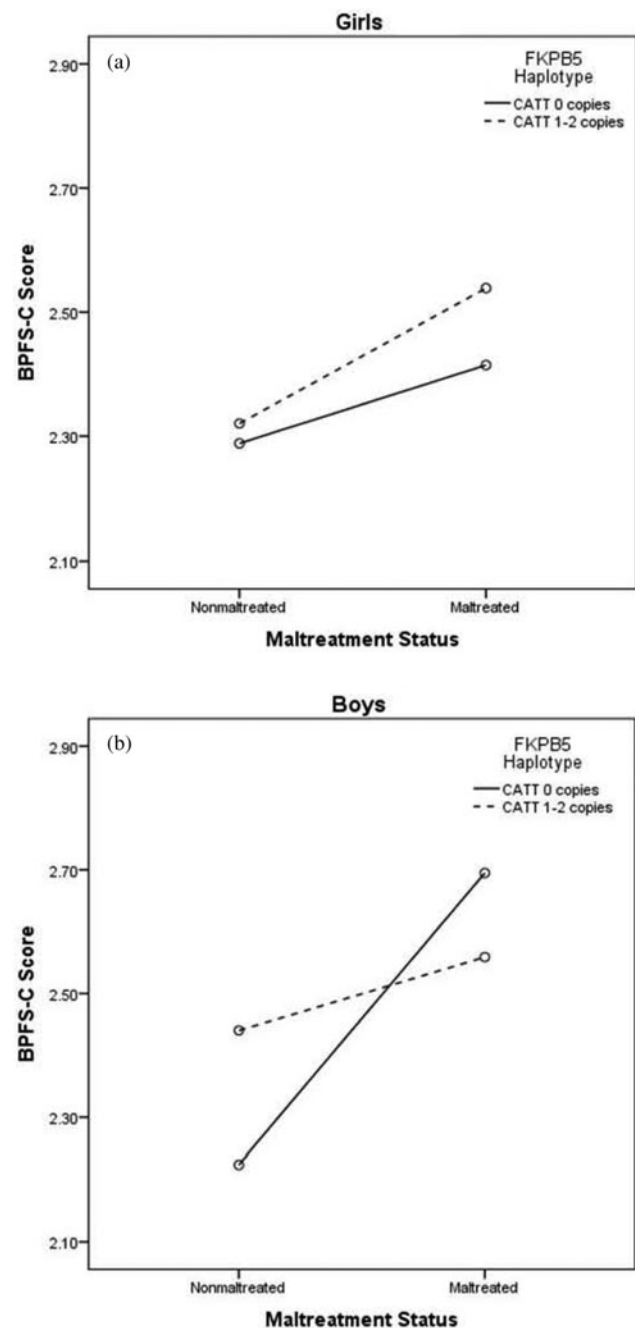 Girls
(a)
FKPB5
Haplotype
CATT 0 copies
CATT 1-2 copies
2.90
2.70
2.50
2.30
2.10
BPFS-C Score
Nonmaltreated
Maltreated
Maltreatment Status
Boys
(b)
FKPB5
Haplotype
CATT 0 copies
CATT 1-2 copies
2.90
2.70
2.50
2.30
2.10
BPFS-C Score
Nonmaltreated
Maltreated
Maltreatment Status